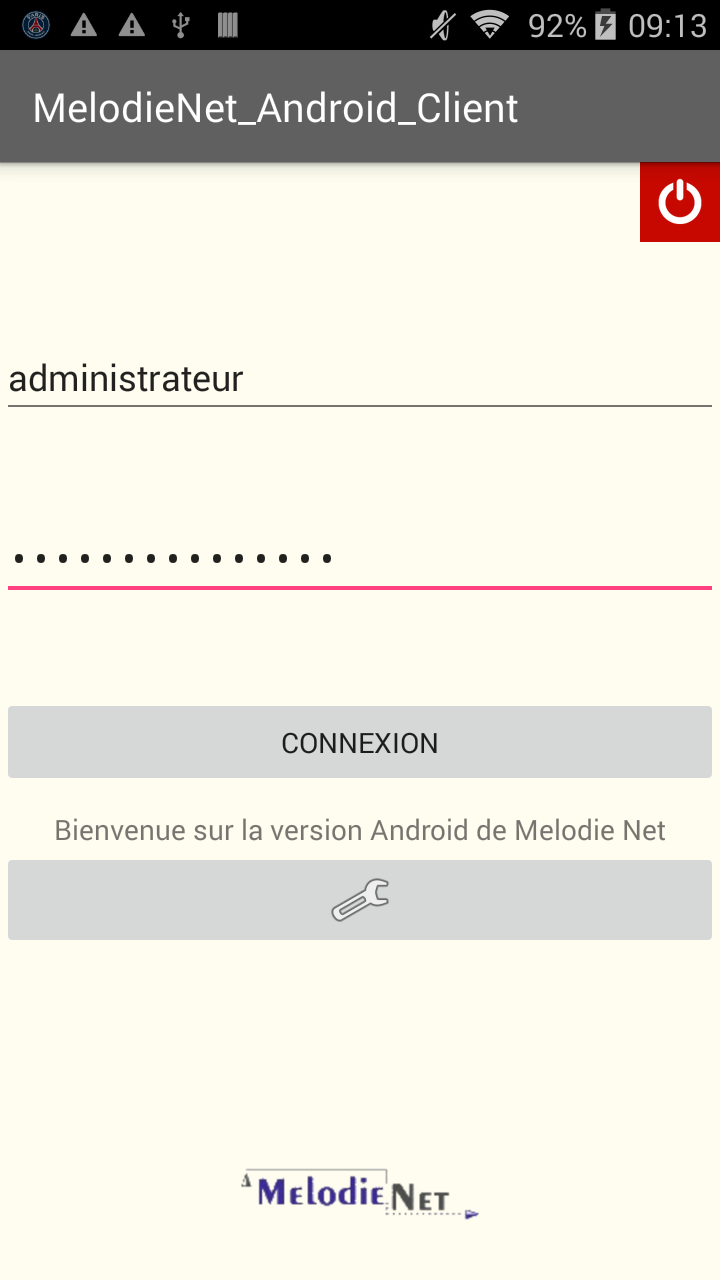 92% 09:13
MelodieNet_Android_Client
administrateur
...............
CONNEXION
Bienvenue sur la version Android de Melodie Net
MelodieNet